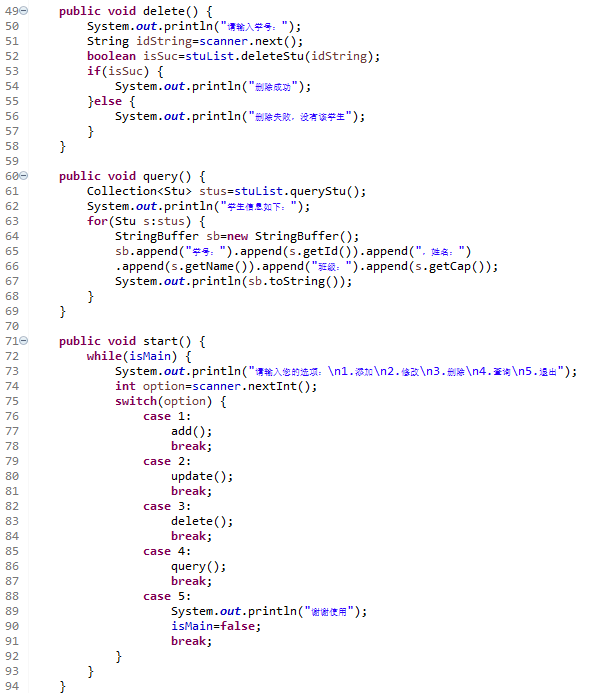 49 public void delete() {
50 System.out.println("请输入学号：");
51 String idString=scanner.next();
52 boolean isSuc=stuList.deleteStu(idString);
53 if(isSuc) {
54 System.out.println("删除成功");
55 }else {
56 System.out.println("删除失败，没有该学生");
57 }
58 }
59
60 public void query() {
61 Collection<Stu> stus=stuList.queryStu();
62 System.out.println("学生信息如下：");
63 for(Stu s:stus) {
64 StringBuffer sb=new StringBuffer();
65 sb.append("学号：").append(s.getId()).append("，姓名：")
66 .append(s.getName()).append("班级：").append(s.getCap());
67 System.out.println(sb.toString());
68 }
69 }
70
71 public void start() {
72 while(isMain) {
73 System.out.println("请输入您的选项：\n1.添加\n2.修改\n3.删除\n4.查询\n5.退出");
74 int option=scanner.nextInt();
75 switch(option) {
76 case 1:
77 add();
78 break;
79 case 2:
80 update();
81 break;
82 case 3:
83 delete();
84 break;
85 case 4:
86 query();
87 break;
88 case 5:
89 System.out.println("谢谢使用");
90 isMain=false;
91 break;
92 }
93 }
94 }